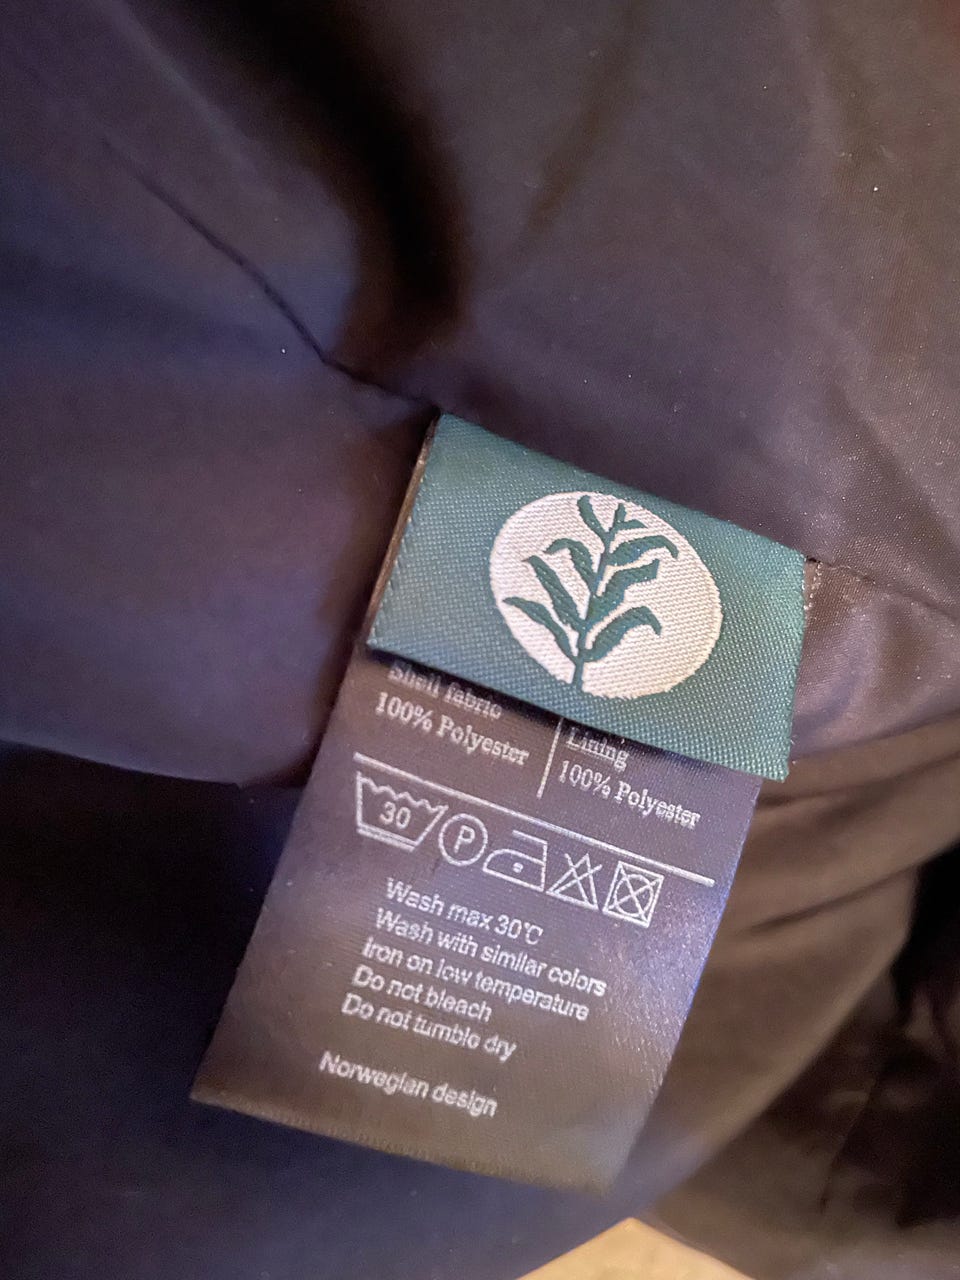 Shell fabric
100% Polyester
Lining
100% Polyester
30
P
Wash max 30°C
Wash with similar colors
Iron on low temperature
Do not bleach
Do not tumble dry
Norwegian design